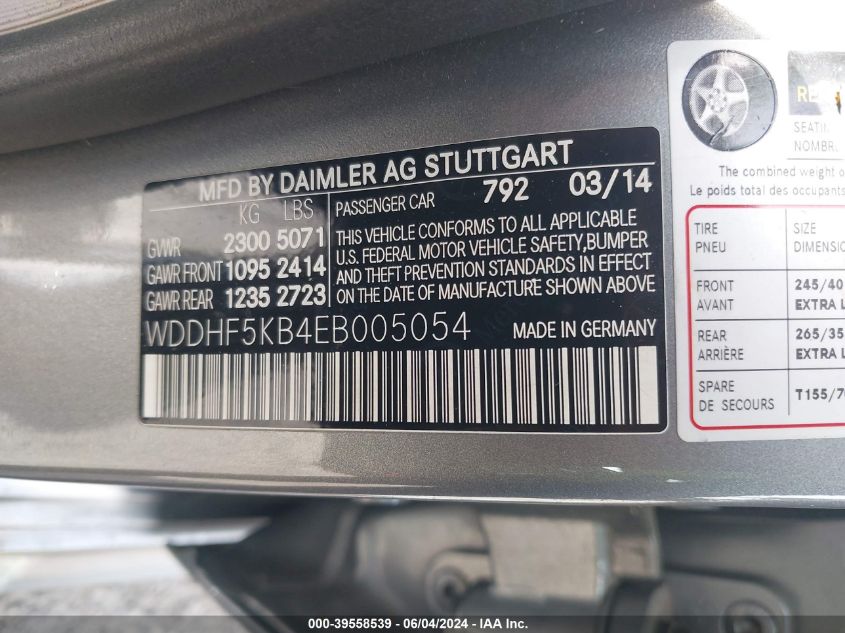 MFD BY DAIMLER AG STUTTGART
KG LBS
GVWR 2300 5071
GAWR FRONT 1095 2414
GAWR REAR 1235 2723
PASSENGER CAR 792 03/14
THIS VEHICLE CONFORMS TO ALL APPLICABLE
U.S. FEDERAL MOTOR VEHICLE SAFETY,BUMPER
AND THEFT PREVENTION STANDARDS IN EFFECT
ON THE DATE OF MANUFACTURE SHOWN ABOVE
WDDHF5KB4EB005054 MADE IN GERMANY
The combined weight
Le poids total des occupants
TIRE SIZE
PNEU
FRONT 245/40
AVANT EXTRA
REAR 265/35
ARRIÈRE EXTRA
SPARE
DE SECOURS
000-39558539 - 06/04/2024 - IAAI.com